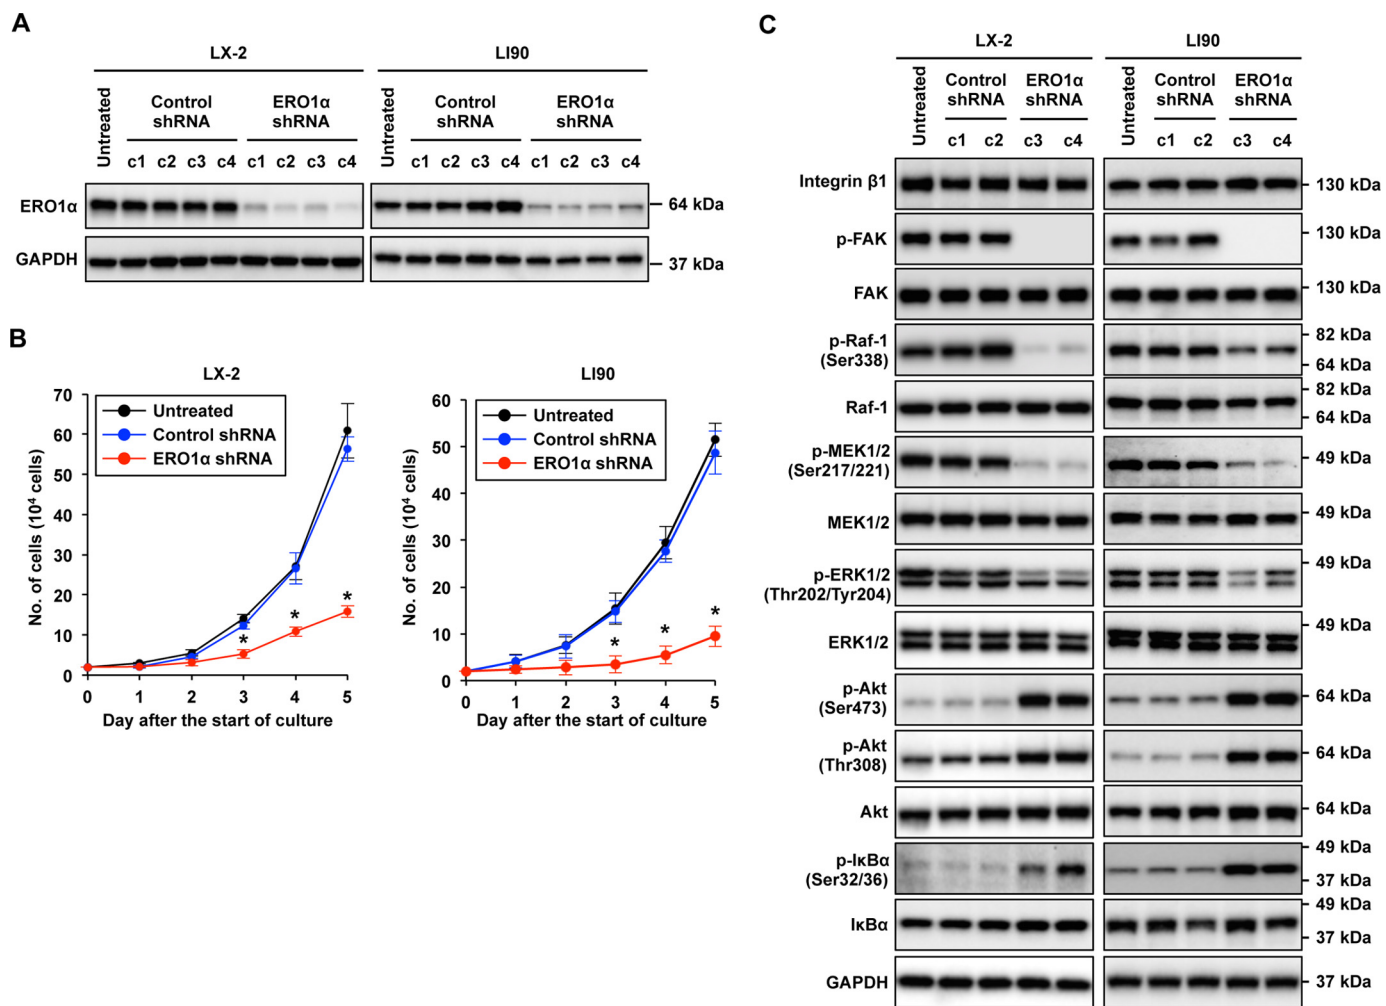 A
LX-2
LI90
Untreated
Control shRNA
ERO1α shRNA
Untreated
Control shRNA
ERO1α shRNA
c1 c2 c3 c4 c1 c2 c3 c4
c1 c2 c3 c4 c1 c2 c3 c4
ERO1α
64 kDa
GAPDH
37 kDa
B
LX-2
No. of cells (10⁴ cells)
70
60
50
40
30
20
10
0
Untreated
Control shRNA
ERO1α shRNA
* * *
0 1 2 3 4 5
Day after the start of culture
LI90
No. of cells (10⁴ cells)
60
50
40
30
20
10
0
Untreated
Control shRNA
ERO1α shRNA
* * *
0 1 2 3 4 5
Day after the start of culture
C
LX-2
LI90
Untreated
Control shRNA
ERO1α shRNA
Untreated
Control shRNA
ERO1α shRNA
c1 c2 c3 c4
c1 c2 c3 c4
Integrin β1
130 kDa
p-FAK
130 kDa
FAK
130 kDa
p-Raf-1
(Ser338)
82 kDa
64 kDa
Raf-1
82 kDa
64 kDa
p-MEK1/2
(Ser217/221)
49 kDa
MEK1/2
49 kDa
p-ERK1/2
(Thr202/Tyr204)
49 kDa
ERK1/2
49 kDa
p-Akt
(Ser473)
64 kDa
p-Akt
(Thr308)
64 kDa
Akt
64 kDa
p-IκBα
(Ser32/36)
49 kDa
37 kDa
IκBα
49 kDa
37 kDa
GAPDH
37 kDa